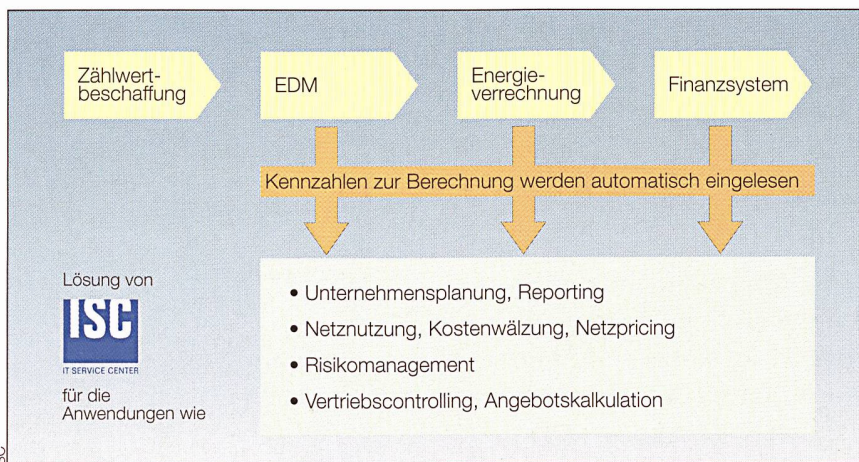 Zählwert-
beschaffung
EDM
Energie-
verrechnung
Finanzsystem
Kennzahlen zur Berechnung werden automatisch eingelesen
Lösung von
ISC
IT SERVICE CENTER
für die
Anwendungen wie
• Unternehmensplanung, Reporting
• Netznutzung, Kostenwälzung, Netzpricing
• Risikomanagement
• Vertriebscontrolling, Angebotskalkulation